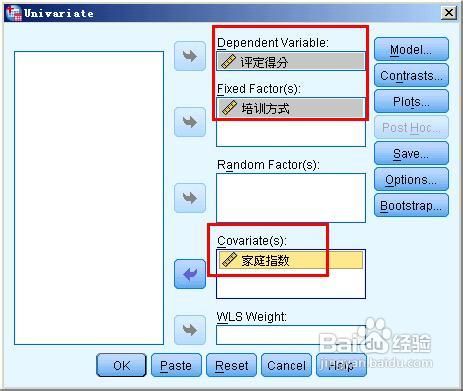 Univariate
Dependent Variable:
评定得分
Fixed Factor(s):
培训方式
Random Factor(s):
Covariate(s):
家庭指数
WLS Weight:
Model...
Contrasts...
Plots...
Post Hoc...
Save...
Options...
Bootstrap...
OK
Paste
Reset
Cancel
Help
Baidu 经验
jingyan.baidu.com